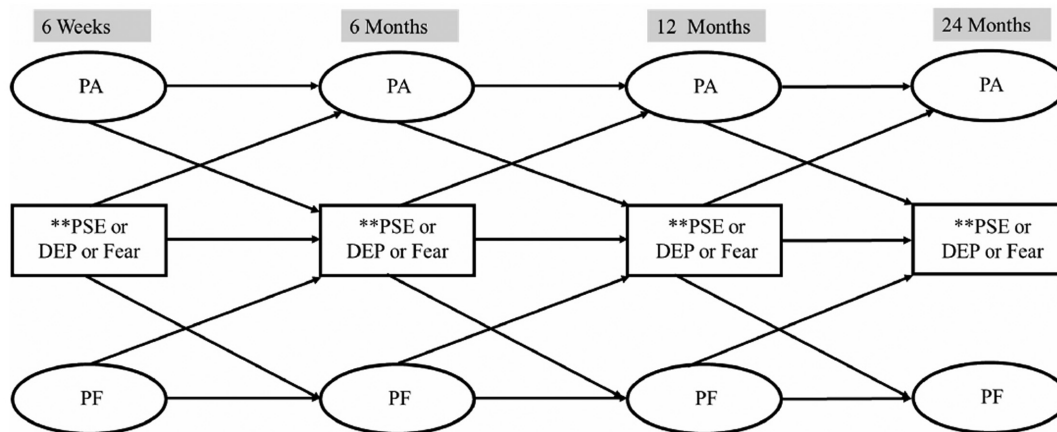 6 Weeks
6 Months
12 Months
24 Months
PA
PA
PA
PA
**PSE or
DEP or Fear
**PSE or
DEP or Fear
**PSE or
DEP or Fear
**PSE or
DEP or Fear
PF
PF
PF
PF